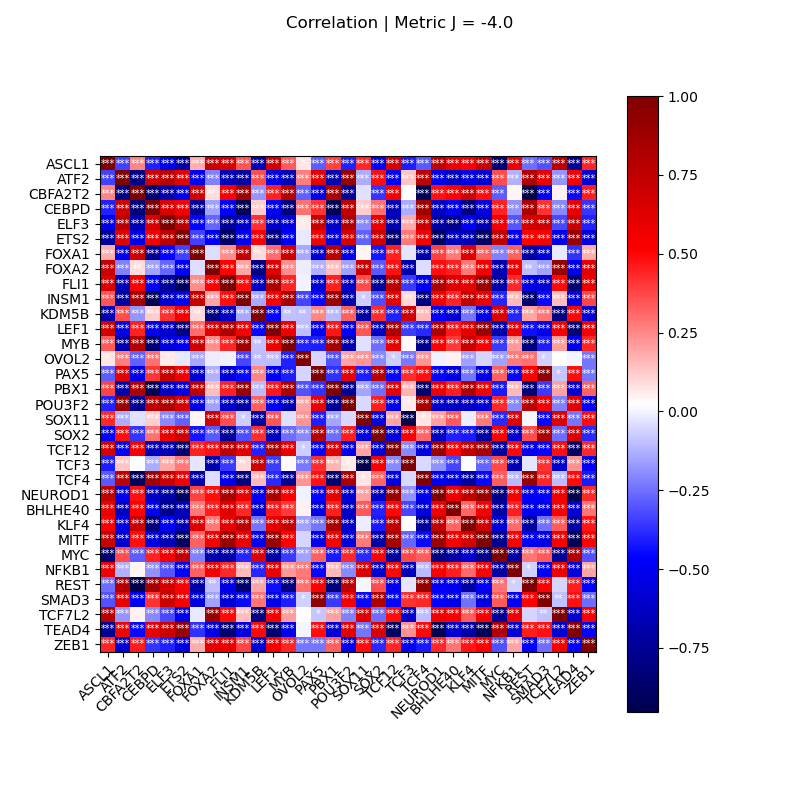 Correlation | Metric J = -4.0
ASCL1
ATF2
CBFA2T2
CEBPD
ELF3
ETS2
FOXA1
FOXA2
FLI1
INSM1
KDM5B
LEF1
MYB
OVOL2
PAX5
PBX1
POU3F2
SOX11
SOX2
TCF12
TCF3
TCF4
NEUROD1
BHLHE40
KLF4
MITF
MYC
NFKB1
REST
SMAD3
TCF7L2
TEAD4
ZEB1
ASCL1
ATF2
CBFA2T2
CEBPD
ELF3
ETS2
FOXA1
FOXA2
FLI1
INSM1
KDM5B
LEF1
MYB
OVOL2
PAX5
PBX1
POU3F2
SOX11
SOX2
TCF12
TCF3
TCF4
NEUROD1
BHLHE40
KLF4
MITF
MYC
NFKB1
REST
SMAD3
TCF7L2
TEAD4
ZEB1
1.00
0.75
0.50
0.25
0.00
−0.25
−0.50
−0.75